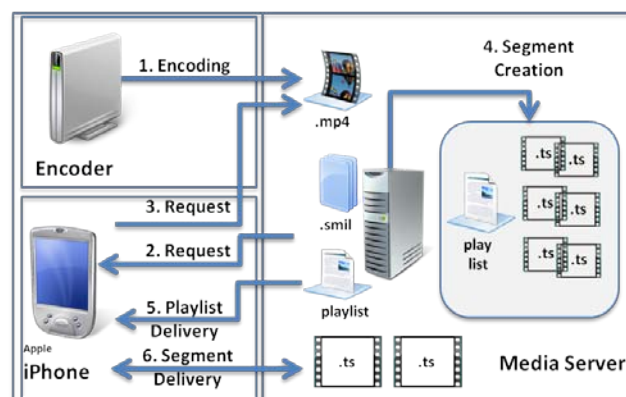 1. Encoding
.mp4
Encoder
4. Segment
Creation
.ts
.ts
.ts
.ts
.ts
.ts
play
list
.smil
3. Request
2. Request
playlist
5. Playlist
Delivery
Apple
iPhone
6. Segment
Delivery
.ts
.ts
Media Server